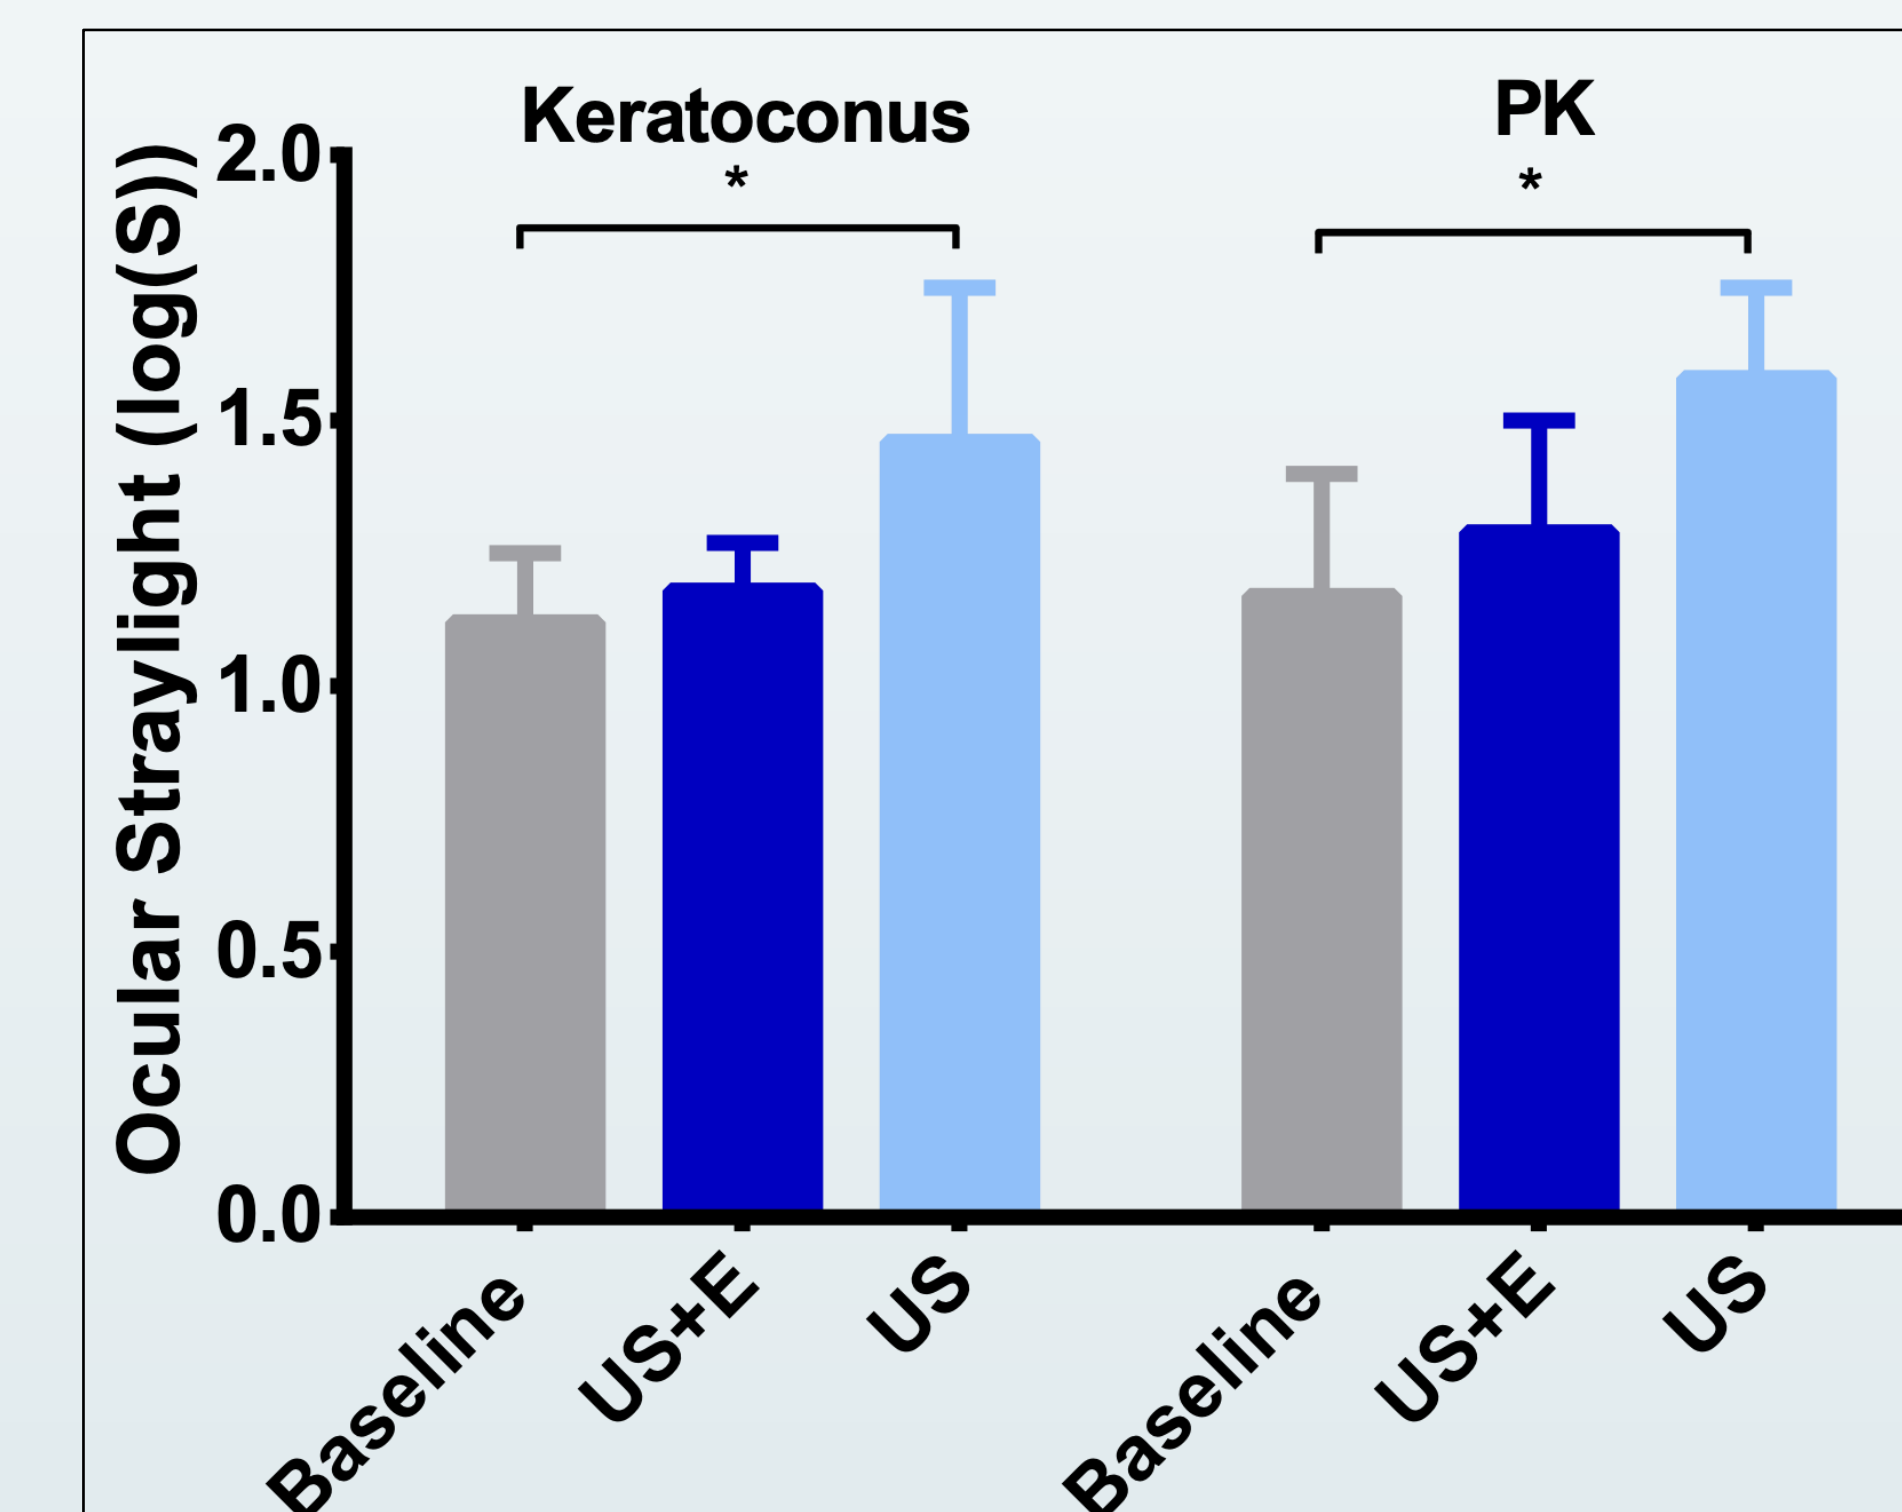 Ocular Straylight (log(S))
Keratoconus
PK
*
*
2.0
1.5
1.0
0.5
0.0
Baseline
US+E
US
Baseline
US+E
US